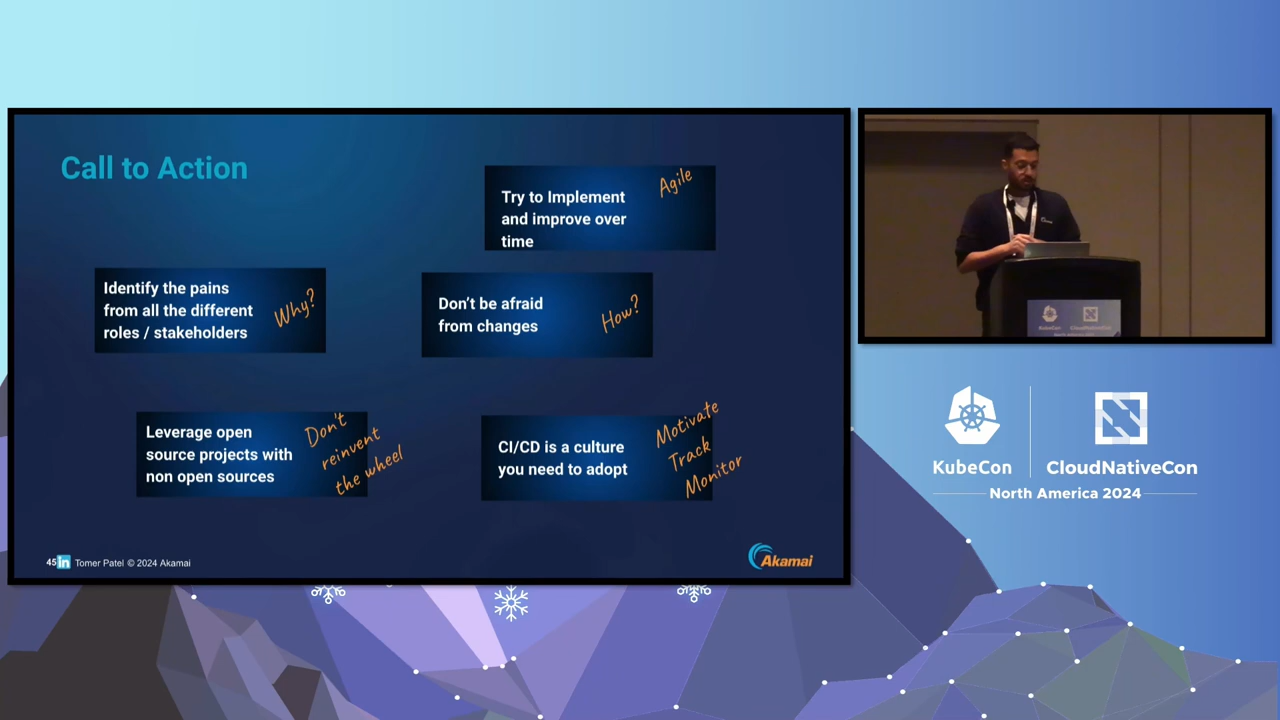 Call to Action
Try to Implement
and improve over
time
Agile
Identify the pains
from all the different
roles / stakeholders
Why?
Don't be afraid
from changes
How?
Leverage open
source projects with
non open sources
Don't
reinvent
the wheel
CI/CD is a culture
you need to adopt
Motivate
Track
Monitor
45 in Tomer Patel © 2024 Akamai
Akamai
KubeCon
CloudNativeCon
KubeCon
CloudNativeCon
North America 2024